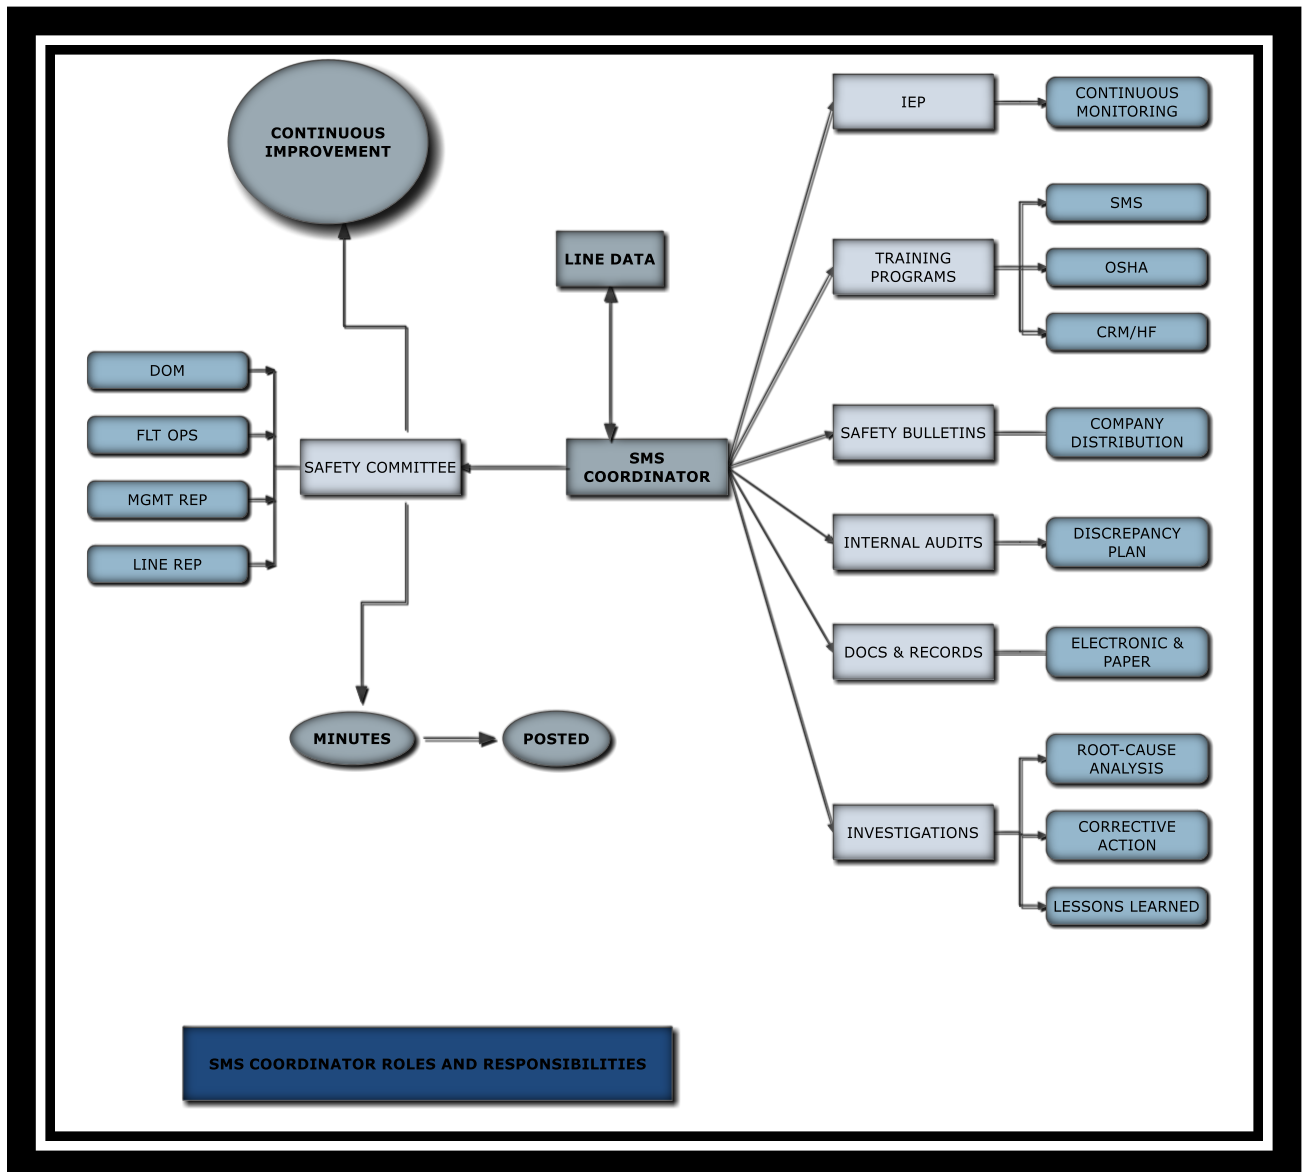 CONTINUOUS
IMPROVEMENT
LINE DATA
DOM
FLT OPS
MGMT REP
LINE REP
SAFETY COMMITTEE
SMS
COORDINATOR
MINUTES
POSTED
IEP
CONTINUOUS
MONITORING
TRAINING
PROGRAMS
SMS
OSHA
CRM/HF
SAFETY BULLETINS
COMPANY
DISTRIBUTION
INTERNAL AUDITS
DISCREPANCY
PLAN
DOCS & RECORDS
ELECTRONIC &
PAPER
INVESTIGATIONS
ROOT-CAUSE
ANALYSIS
CORRECTIVE
ACTION
LESSONS LEARNED
SMS COORDINATOR ROLES AND RESPONSIBILITIES